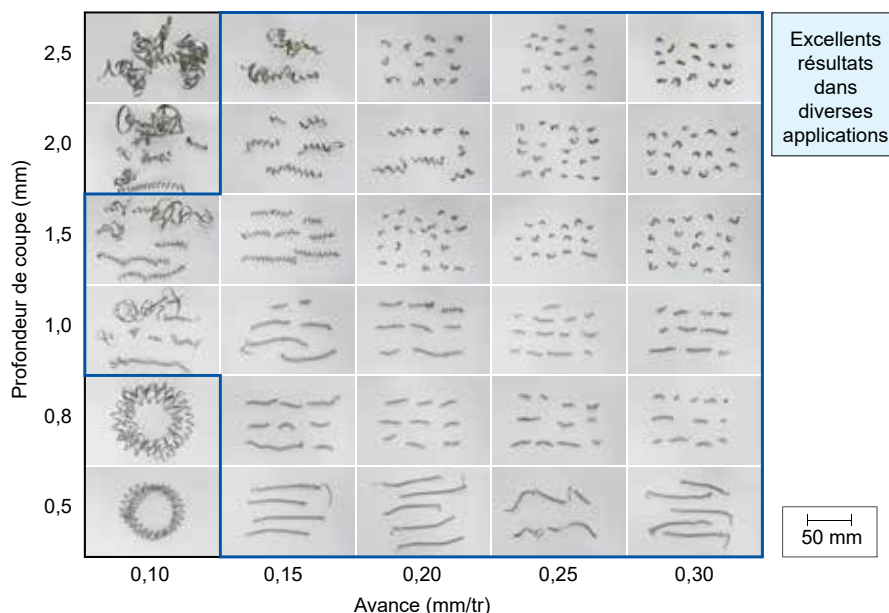 2,5
Excellents
résultats
dans
diverses
applications
2,0
1,5
1,0
0,8
0,5
Profondeur de coupe (mm)
50 mm
0,10
0,15
0,20
0,25
0,30
Avance (mm/tr)